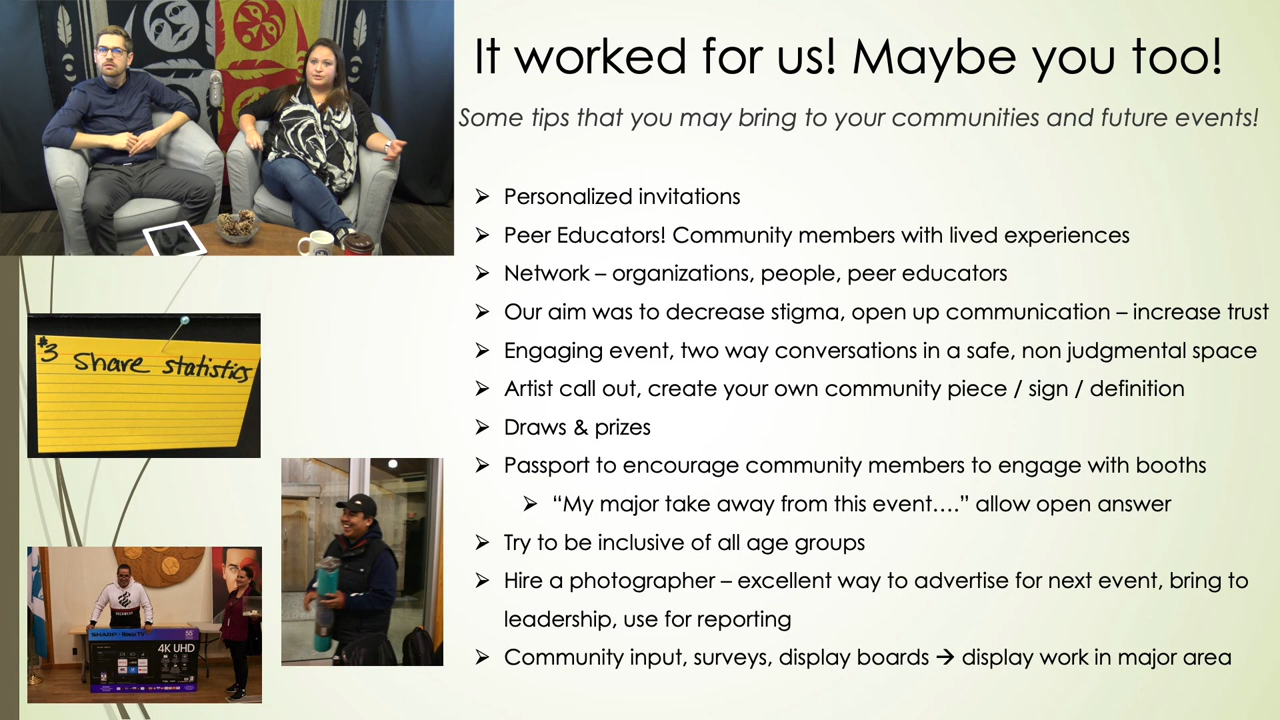 It worked for us! Maybe you too!
Some tips that you may bring to your communities and future events!
➢ Personalized invitations
➢ Peer Educators! Community members with lived experiences
➢ Network – organizations, people, peer educators
➢ Our aim was to decrease stigma, open up communication – increase trust
➢ Engaging event, two way conversations in a safe, non judgmental space
➢ Artist call out, create your own community piece / sign / definition
➢ Draws & prizes
➢ Passport to encourage community members to engage with booths
➢ “My major take away from this event….” allow open answer
➢ Try to be inclusive of all age groups
➢ Hire a photographer – excellent way to advertise for next event, bring to
leadership, use for reporting
➢ Community input, surveys, display boards → display work in major area
#3 Share statistics
SHARP Roku TV 55
4K UHD